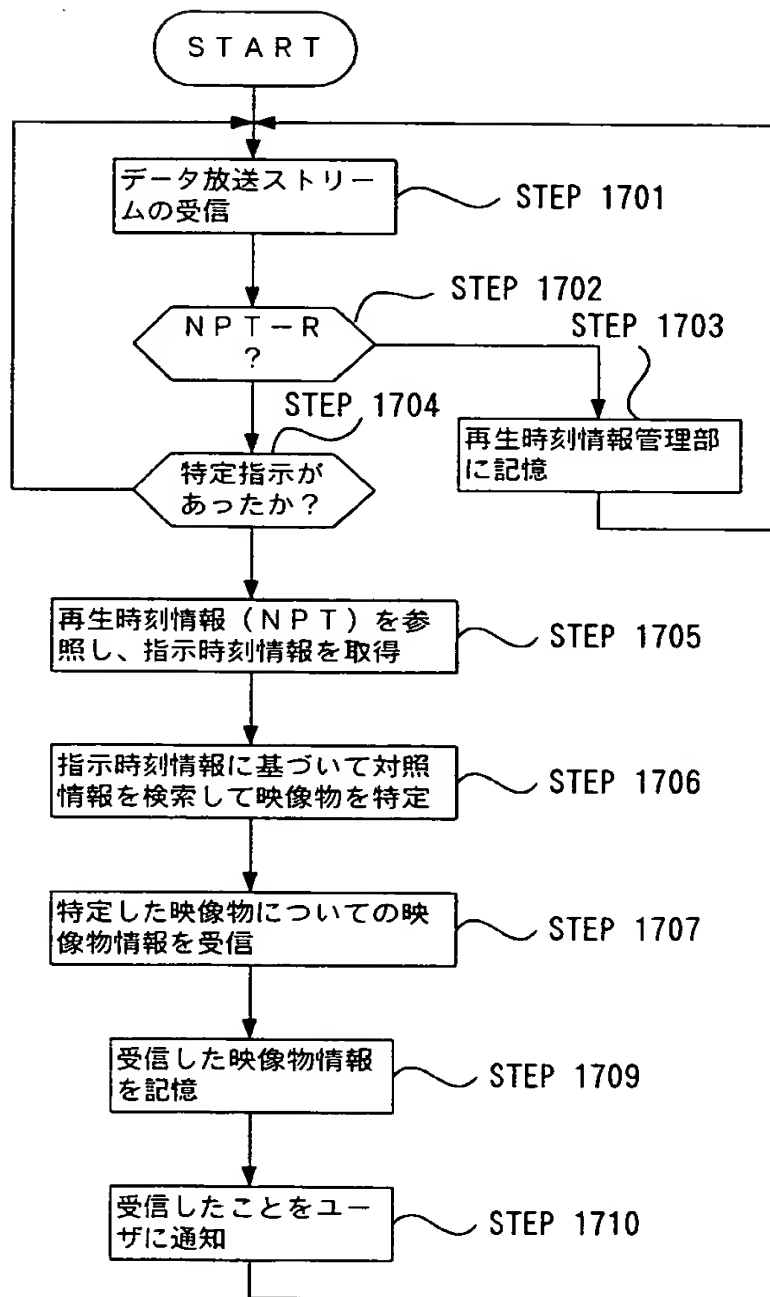 START
データ放送ストリー
ムの受信
STEP 1701
STEP 1702
NPT－R
?
STEP 1703
再生時刻情報管理部
に記憶
STEP 1704
特定指示が
あったか？
再生時刻情報（NPT）を参
照し、指示時刻情報を取得
STEP 1705
指示時刻情報に基づいて対照
情報を検索して映像物を特定
STEP 1706
特定した映像物についての映
像物情報を受信
STEP 1707
受信した映像物情報
を記憶
STEP 1709
受信したことをユー
ザに通知
STEP 1710